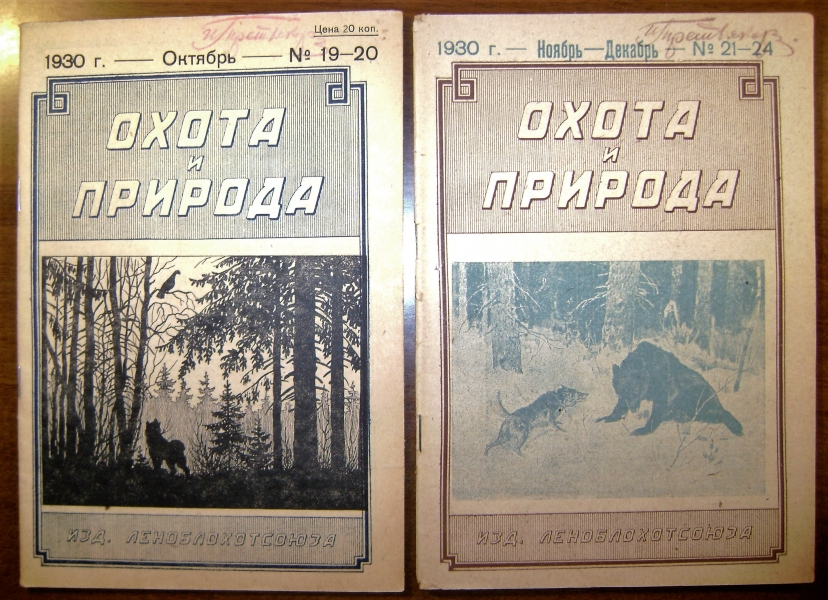 Цена 20 коп.
1930 г. — Октябрь — № 19—20
ОХОТА
и
ПРИРОДА
ИЗД. ЛЕНОБЛОХОТСОЮЗА
1930 г. — Ноябрь—Декабрь — № 21—24
ОХОТА
и
ПРИРОДА
ИЗД. ЛЕНОБЛОХОТСОЮЗА